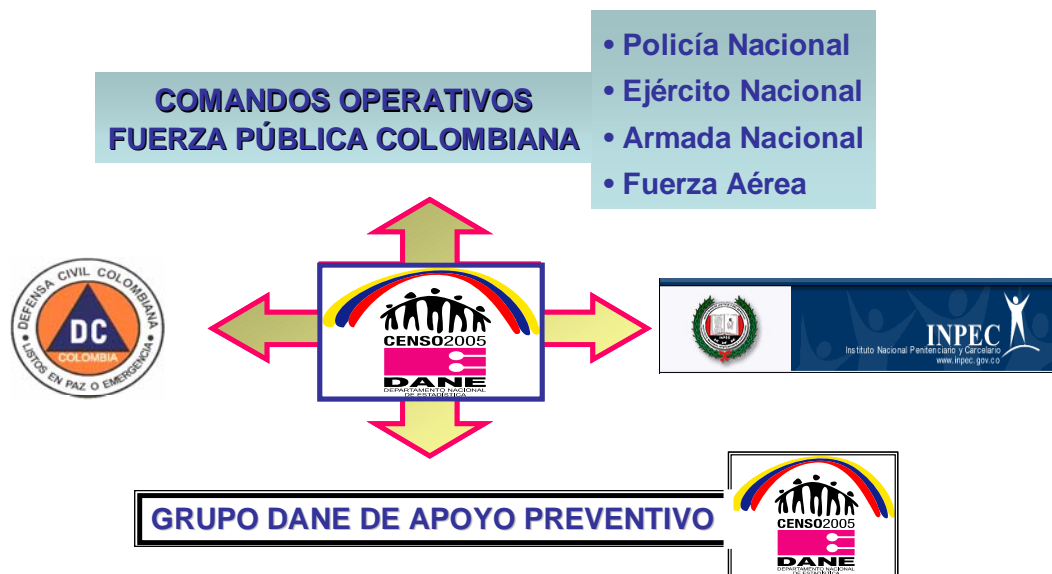 • Policía Nacional
• Ejército Nacional
• Armada Nacional
• Fuerza Aérea
COMANDOS OPERATIVOS
FUERZA PÚBLICA COLOMBIANA
DEFENSA CIVIL COLOMBIANA
DC
COLOMBIA
• LISTOS EN PAZ O EMERGENCIA •
CENSO2005
DANE
DEPARTAMENTO NACIONAL
DE ESTADÍSTICA
INPEC
Instituto Nacional Penitenciario y Carcelario
www.inpec.gov.co
GRUPO DANE DE APOYO PREVENTIVO
CENSO2005
DANE
DEPARTAMENTO NACIONAL
DE ESTADÍSTICA